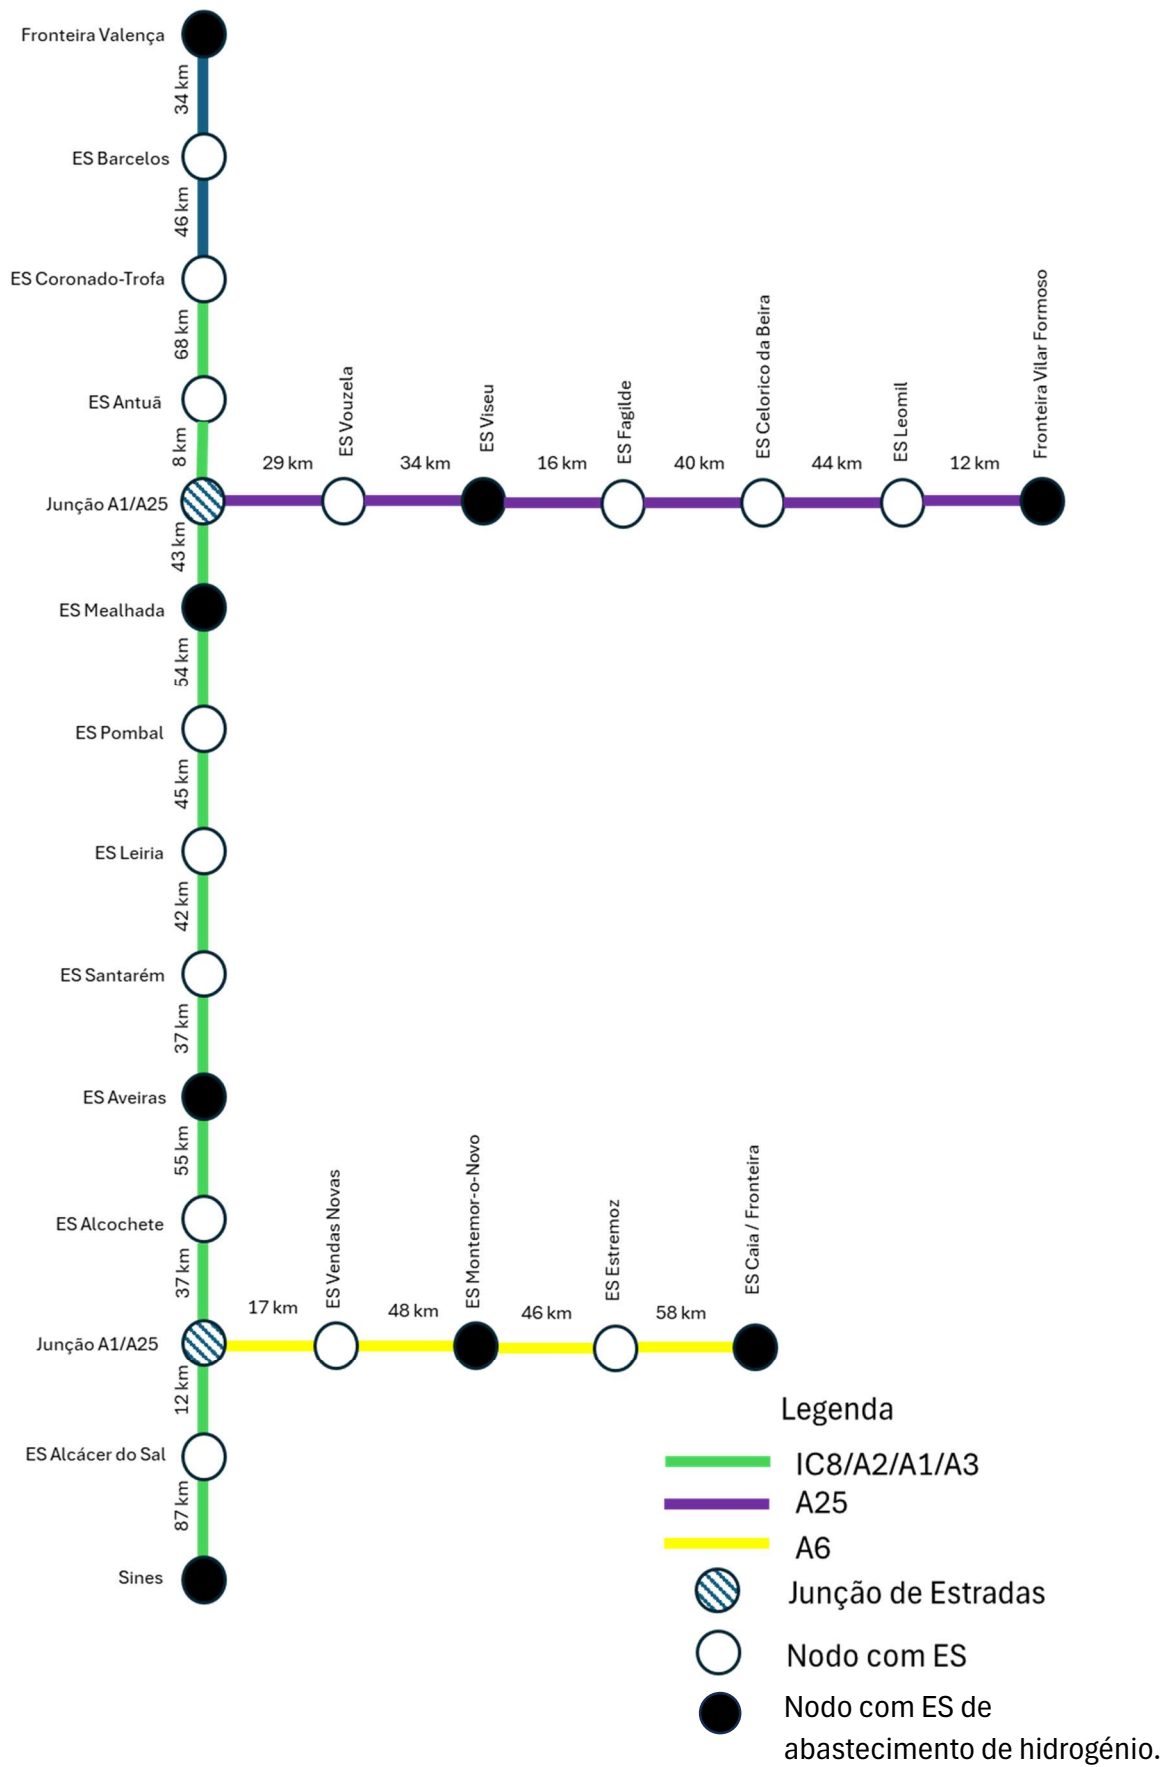 Fronteira Valença
34 km
ES Barcelos
46 km
ES Coronado-Trofa
68 km
ES Antuã
8 km
Junção A1/A25
29 km
ES Vouzela
34 km
ES Viseu
16 km
ES Fagilde
40 km
ES Celorico da Beira
44 km
ES Leomil
12 km
Fronteira Vilar Formoso
43 km
ES Mealhada
54 km
ES Pombal
45 km
ES Leiria
42 km
ES Santarém
37 km
ES Aveiras
55 km
ES Alcochete
37 km
Junção A1/A25
17 km
ES Vendas Novas
48 km
ES Montemor-o-Novo
46 km
ES Estremoz
58 km
ES Caia / Fronteira
12 km
ES Alcácer do Sal
87 km
Sines
Legenda
IC8/A2/A1/A3
A25
A6
Junção de Estradas
Nodo com ES
Nodo com ES de
abastecimento de hidrogénio.